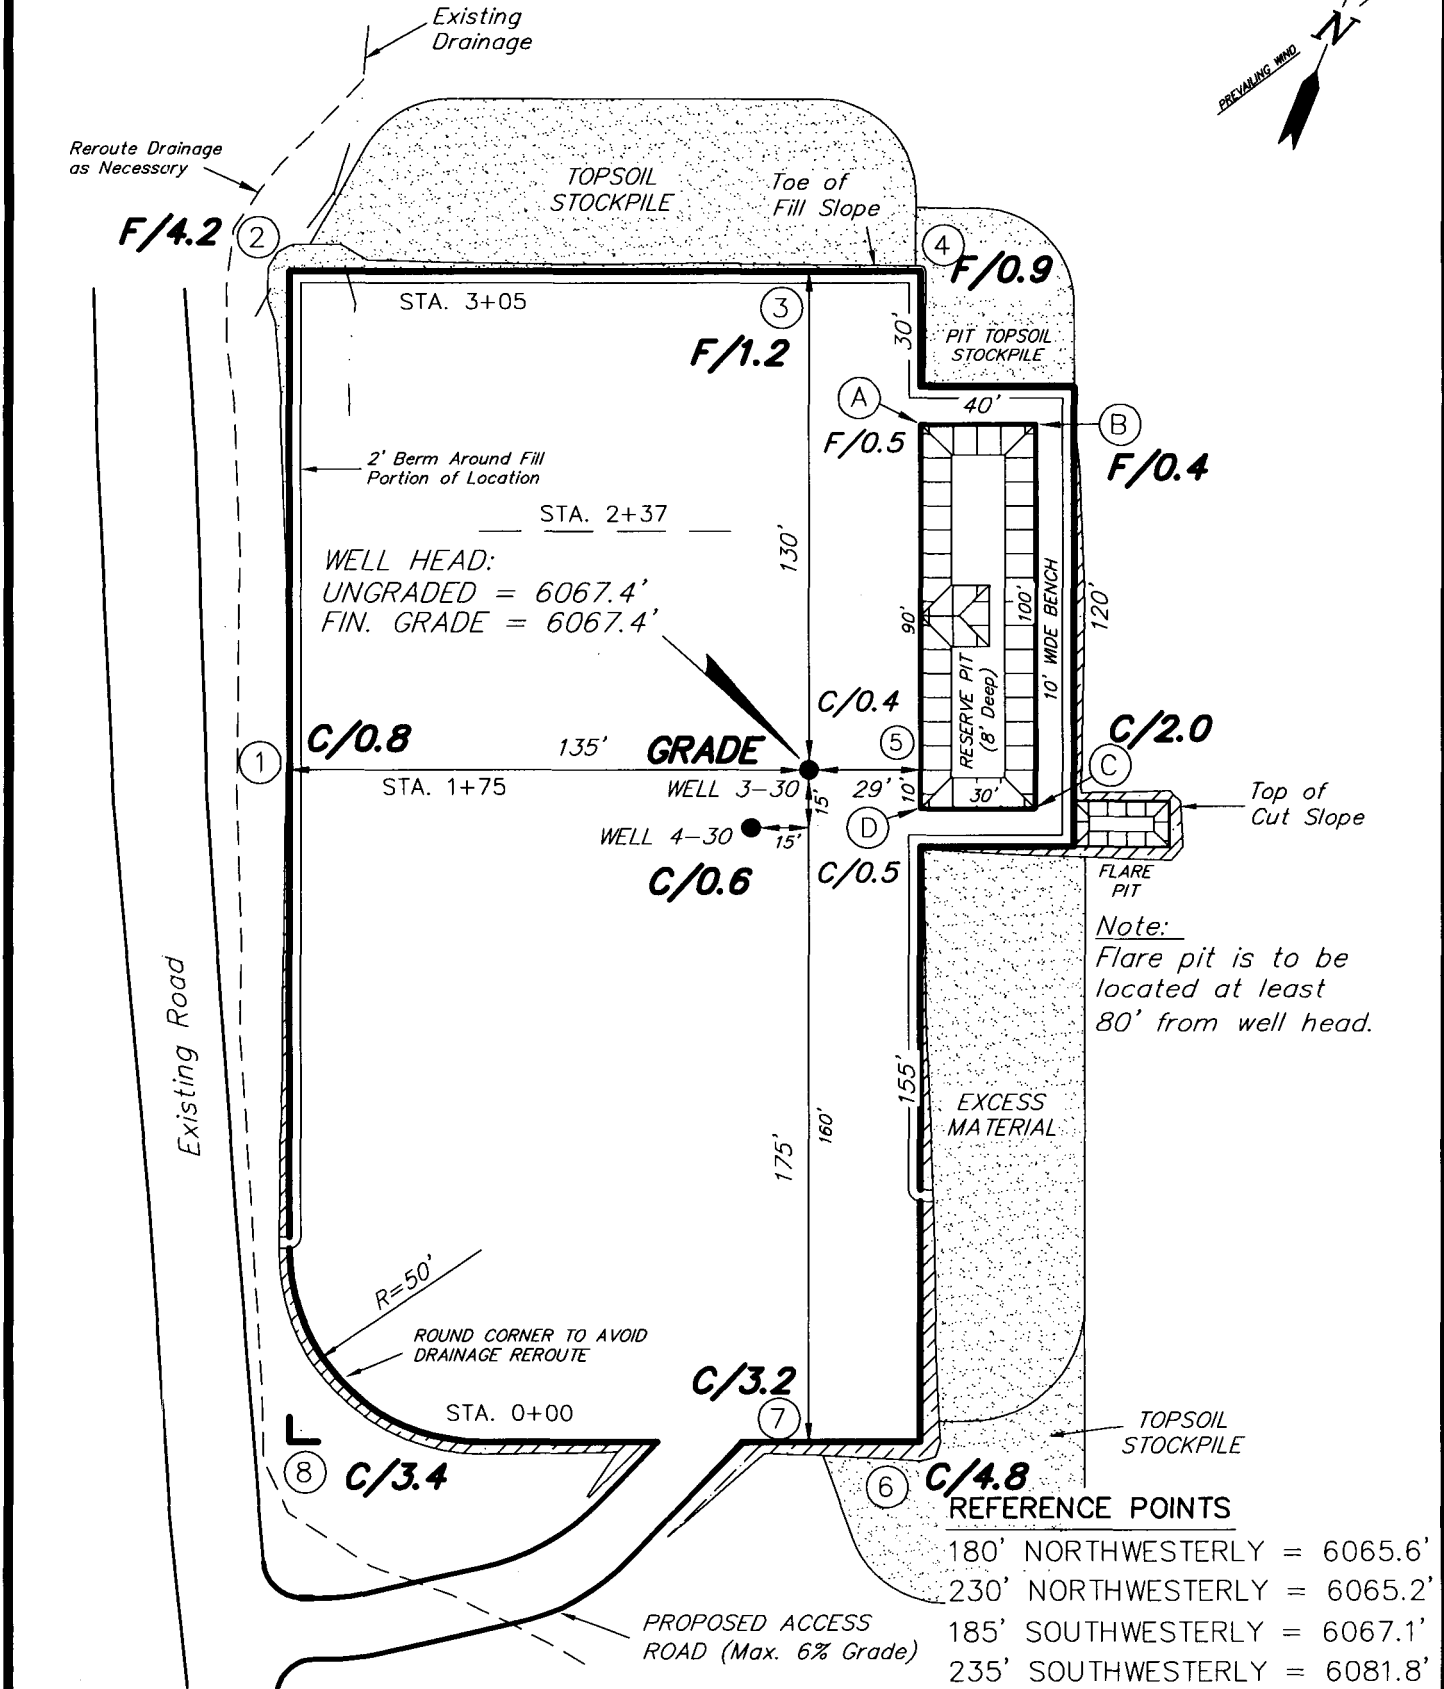 Existing
Drainage
PREVAILING WIND
N
Reroute Drainage
as Necessary
TOPSOIL
STOCKPILE
Toe of
Fill Slope
F/4.2
2
4
F/0.9
STA. 3+05
3
F/1.2
30'
PIT TOPSOIL
STOCKPILE
A
40'
B
F/0.5
F/0.4
2' Berm Around Fill
Portion of Location
STA. 2+37
130'
WELL HEAD:
UNGRADED = 6067.4'
FIN. GRADE = 6067.4'
90'
100'
10' WIDE BENCH
120'
RESERVE PIT
(8' Deep)
C/0.4
C/2.0
1
C/0.8
135'
GRADE
5
C
STA. 1+75
WELL 3-30
15'
29'
10'
30'
Top of
Cut Slope
WELL 4-30
15'
D
C/0.6
C/0.5
FLARE
PIT
Note:
Flare pit is to be
located at least
80' from well head.
Existing Road
155'
EXCESS
MATERIAL
175'
160'
R=50'
ROUND CORNER TO AVOID
DRAINAGE REROUTE
C/3.2
STA. 0+00
7
TOPSOIL
STOCKPILE
8
C/3.4
6
C/4.8
REFERENCE POINTS
180' NORTHWESTERLY = 6065.6'
230' NORTHWESTERLY = 6065.2'
185' SOUTHWESTERLY = 6067.1'
235' SOUTHWESTERLY = 6081.8'
PROPOSED ACCESS
ROAD (Max. 6% Grade)